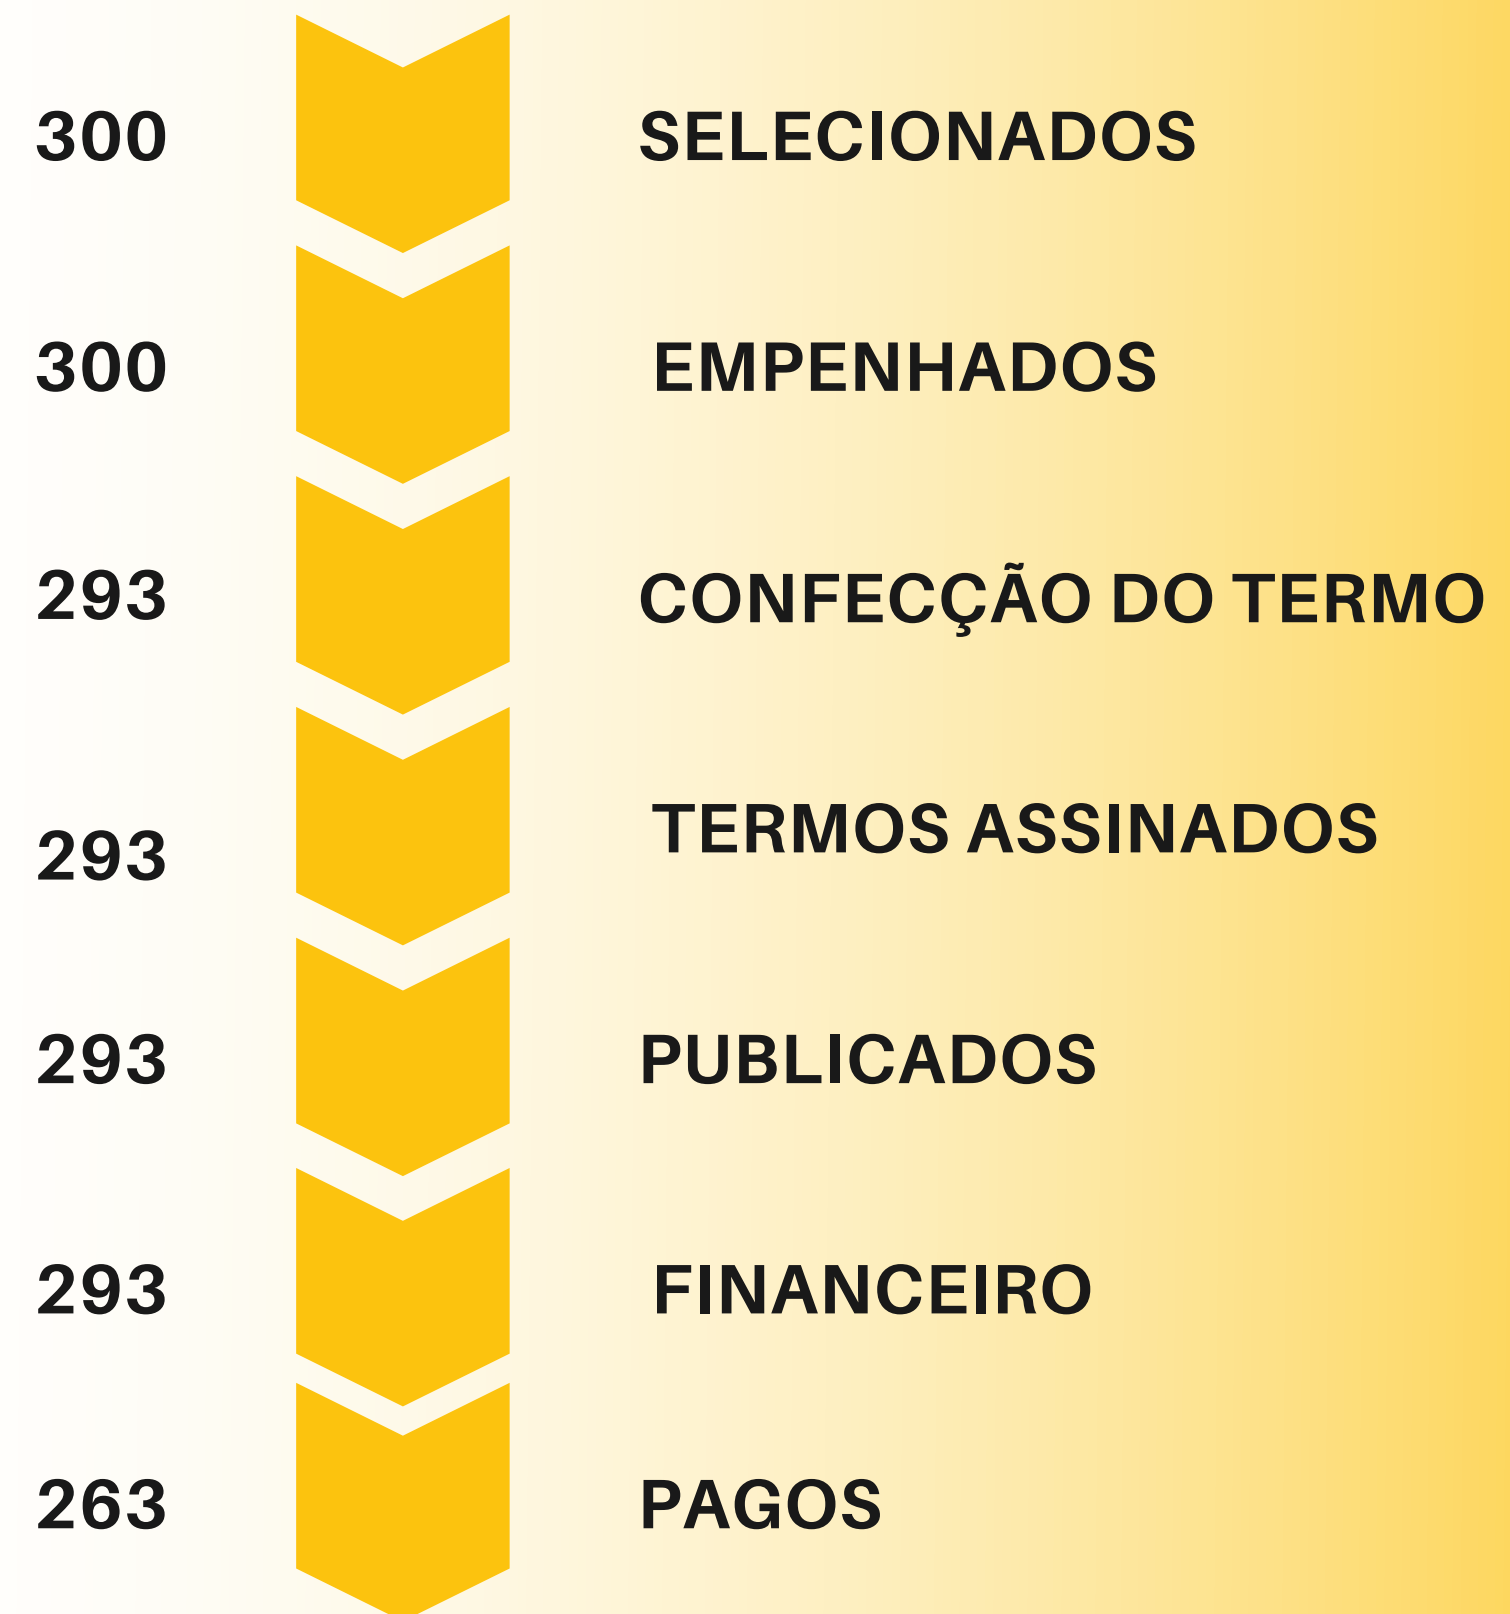 300 SELECIONADOS
300 EMPENHADOS
293 CONFECÇÃO DO TERMO
293 TERMOS ASSINADOS
293 PUBLICADOS
293 FINANCEIRO
263 PAGOS